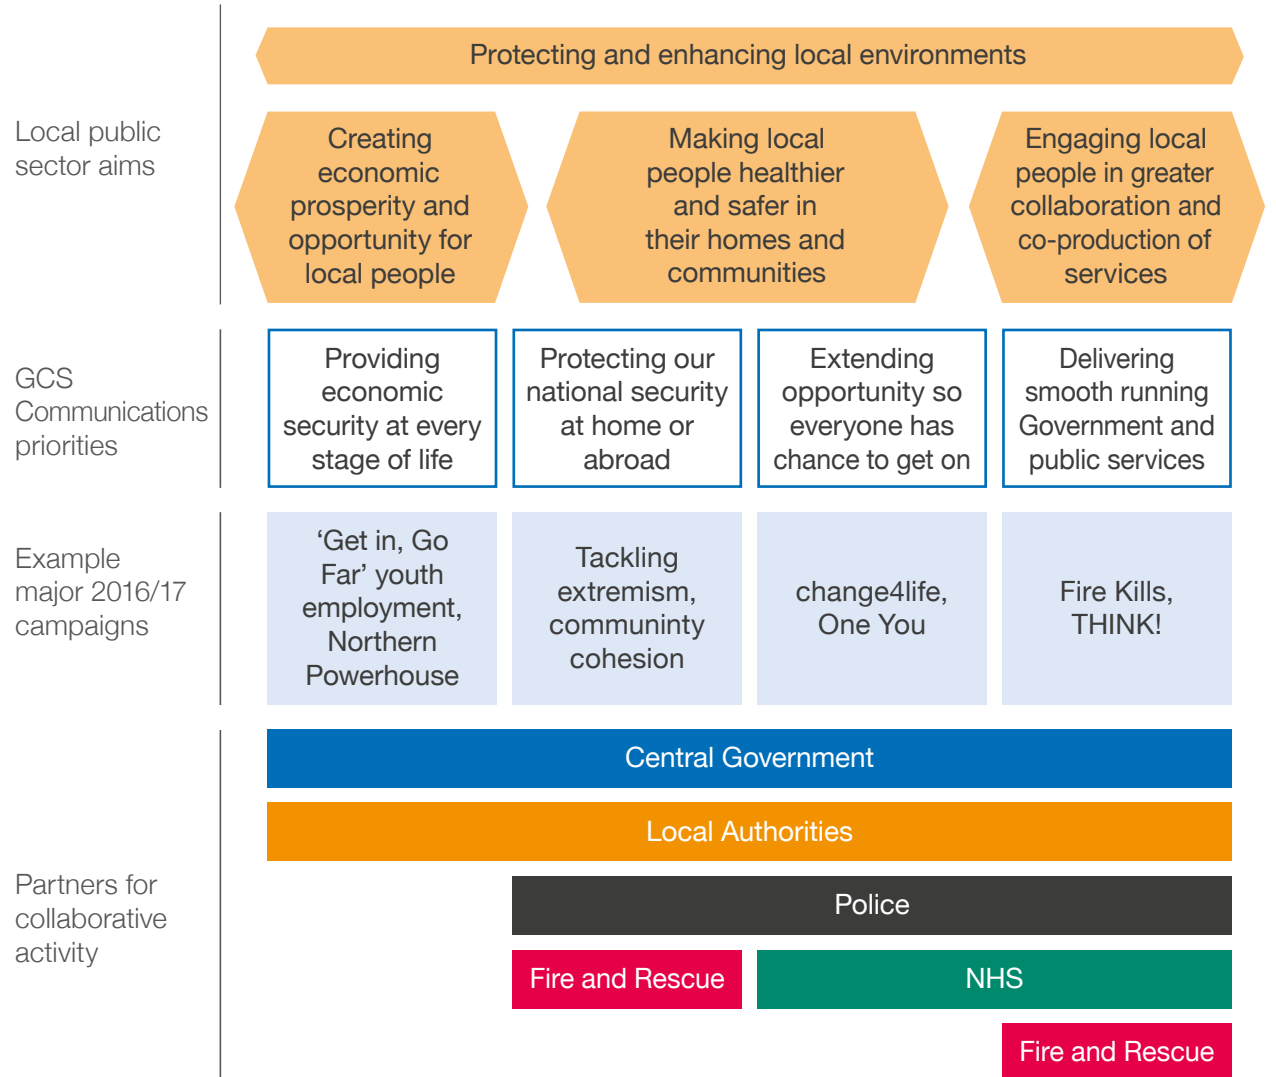 Local public
sector aims
Protecting and enhancing local environments
Creating
economic
prosperity and
opportunity for
local people
Making local
people healthier
and safer in
their homes and
communities
Engaging local
people in greater
collaboration and
co-production of
services
GCS
Communications
priorities
Providing
economic
security at every
stage of life
Protecting our
national security
at home or
abroad
Extending
opportunity so
everyone has
chance to get on
Delivering
smooth running
Government and
public services
Example
major 2016/17
campaigns
‘Get in, Go
Far’ youth
employment,
Northern
Powerhouse
Tackling
extremism,
communinty
cohesion
change4life,
One You
Fire Kills,
THINK!
Partners for
collaborative
activity
Central Government
Local Authorities
Police
Fire and Rescue
NHS
Fire and Rescue